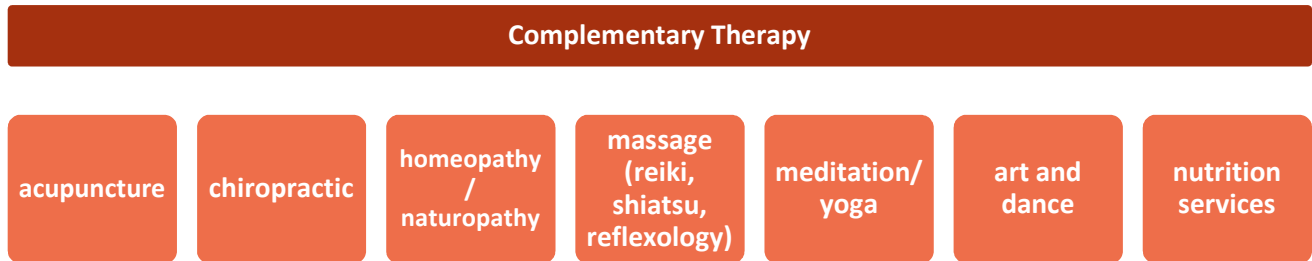 Complementary Therapy
acupuncture
chiropractic
homeopathy
/
naturopathy
massage
(reiki,
shiatsu,
reflexology)
meditation/
yoga
art and
dance
nutrition
services